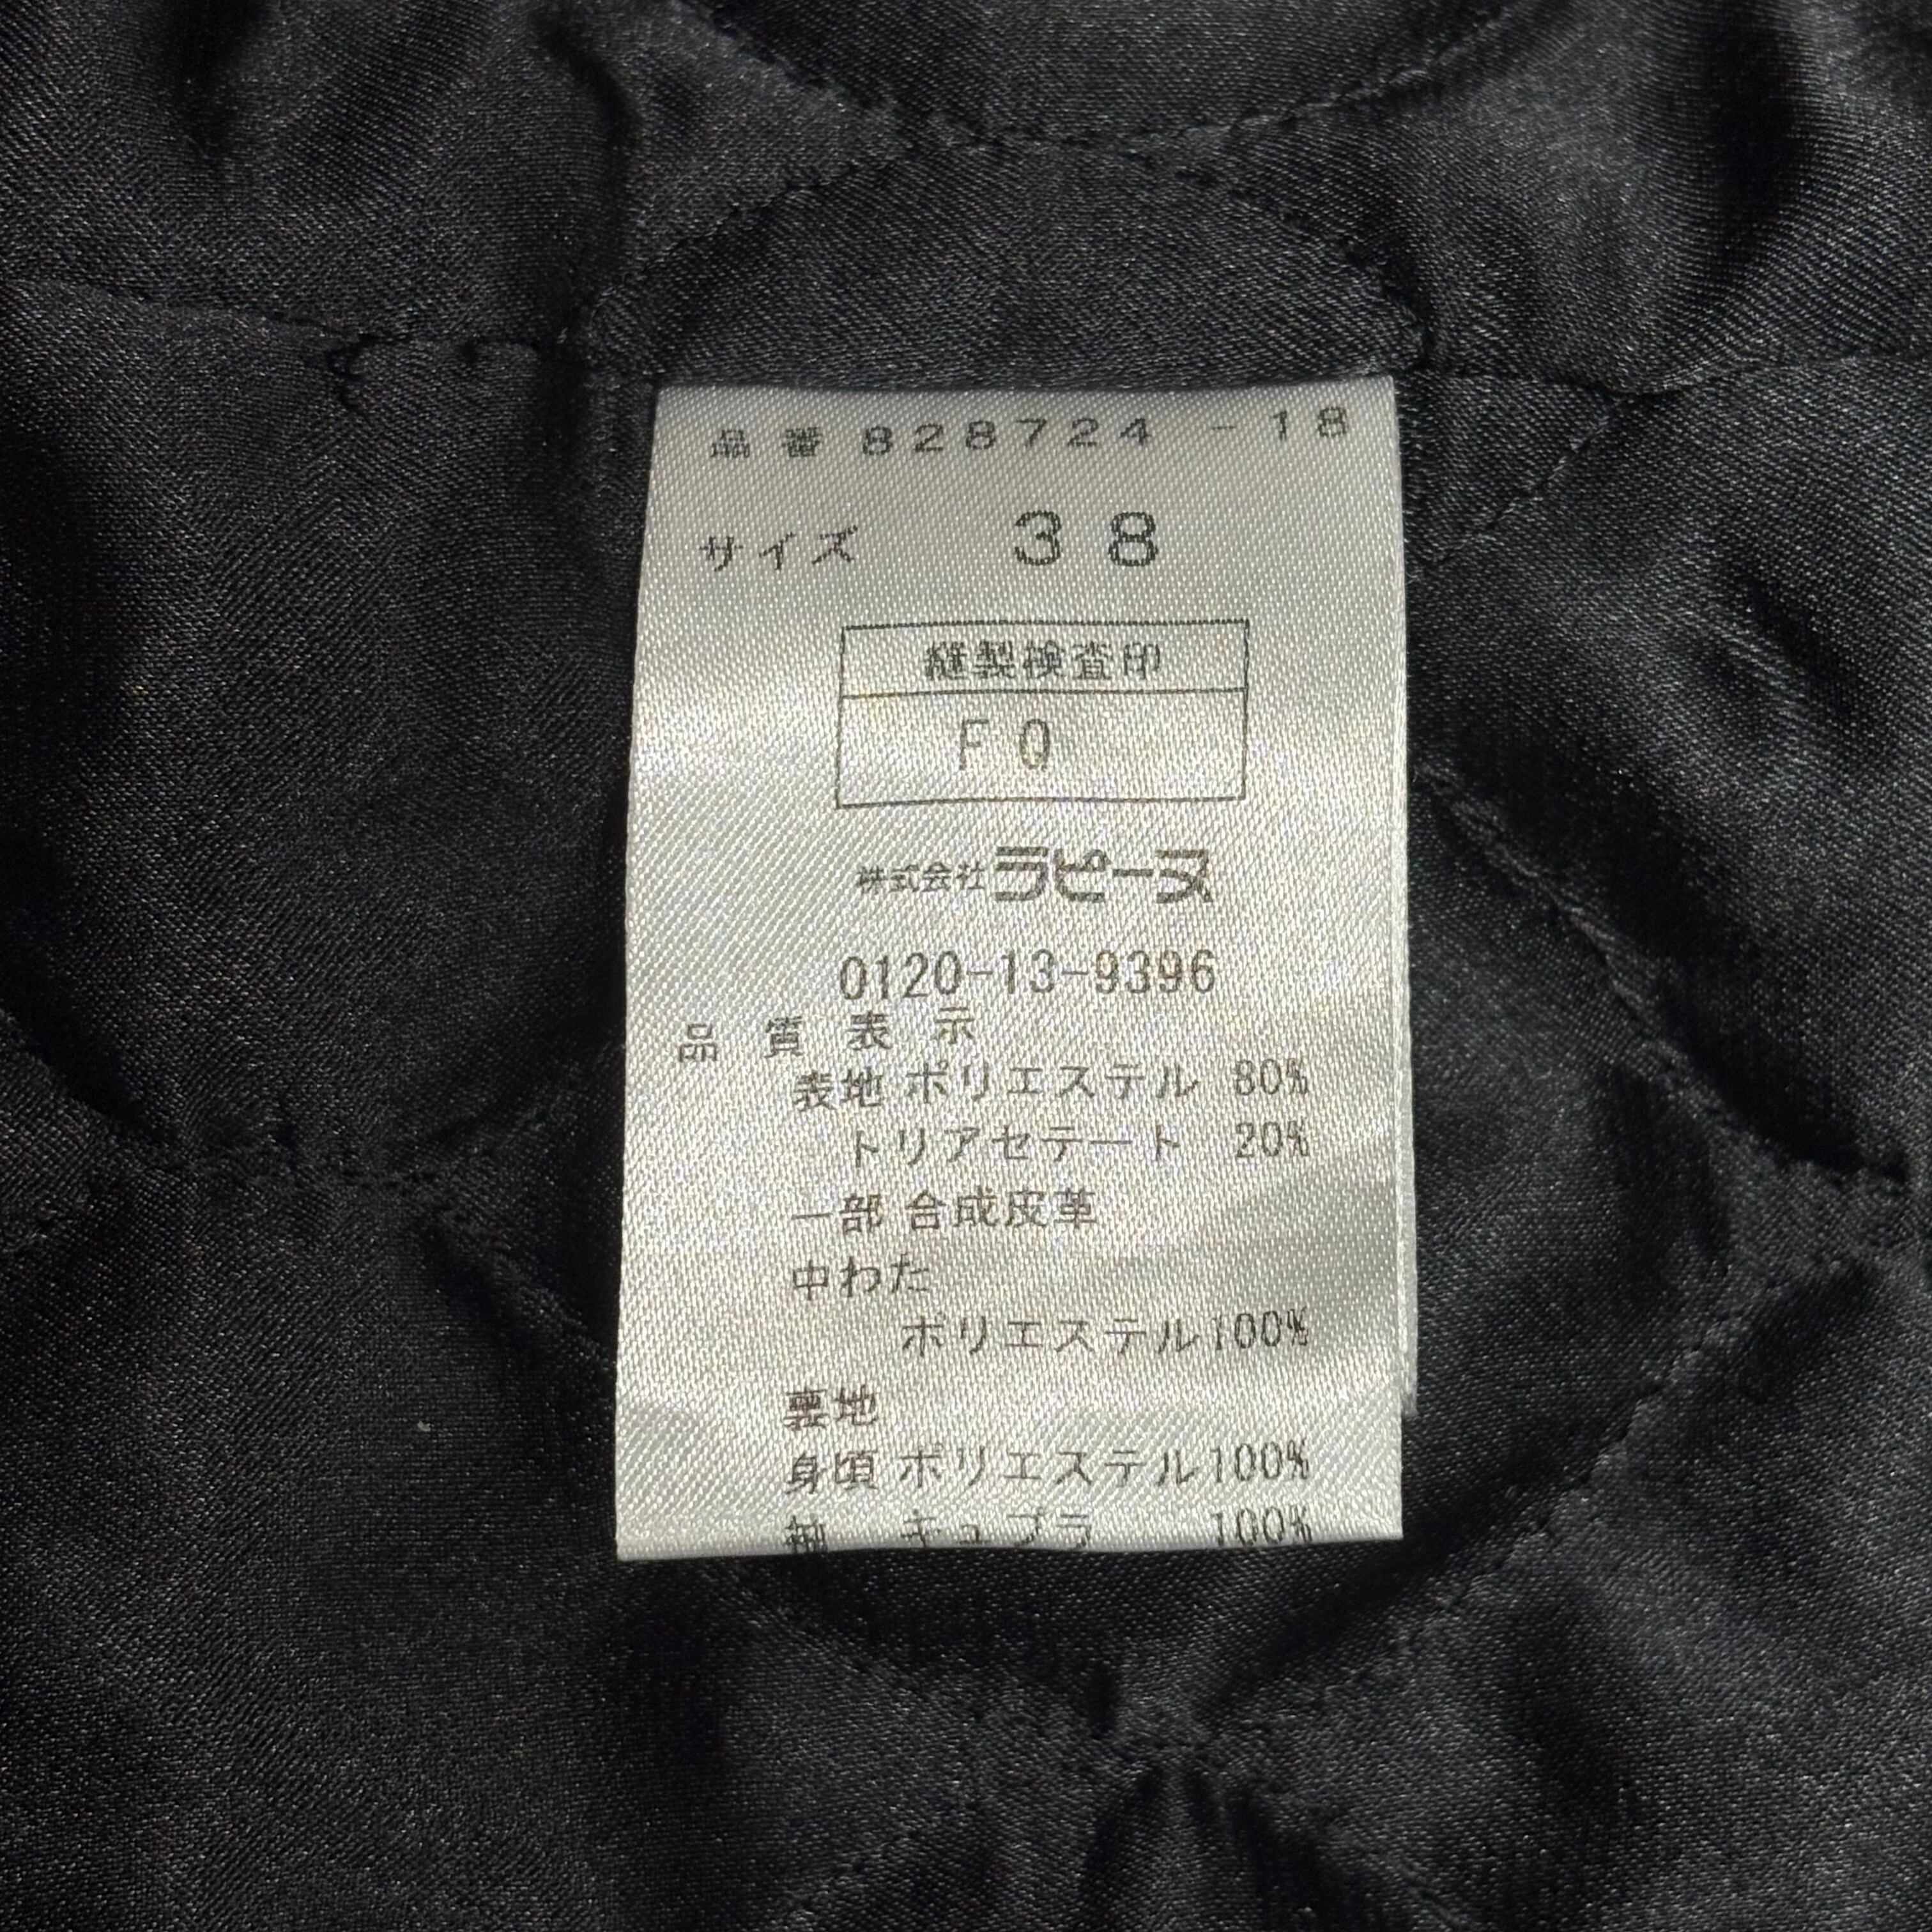 品番 828724 -18
サイズ 38
縫製検査印
FQ
株式会社ラピーヌ
0120-13-9396
品質表示
表地 ポリエステル 80%
トリアセテート 20%
一部 合成皮革
中わた
ポリエステル100%
裏地
身頃 ポリエステル100%
袖 キュプラ 100%